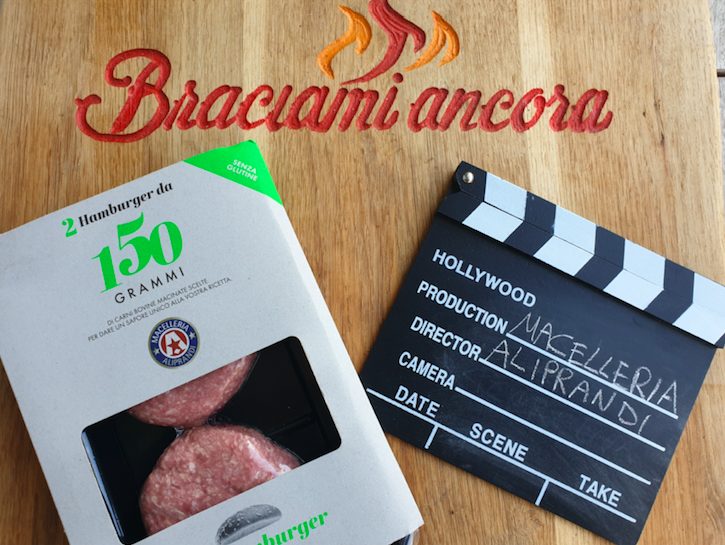 Braciami ancora
SENZA
GLUTINE
2 Hamburger da
150
GRAMMI
DI CARNI BOVINE MACINATE SCELTE
PER DARE UN SAPORE UNICO ALLA VOSTRA RICETTA.
MACELLERIA
ALIPRANDI
HOLLYWOOD
PRODUCTION MACELLERIA
DIRECTOR ALIPRANDI
CAMERA
DATE SCENE TAKE